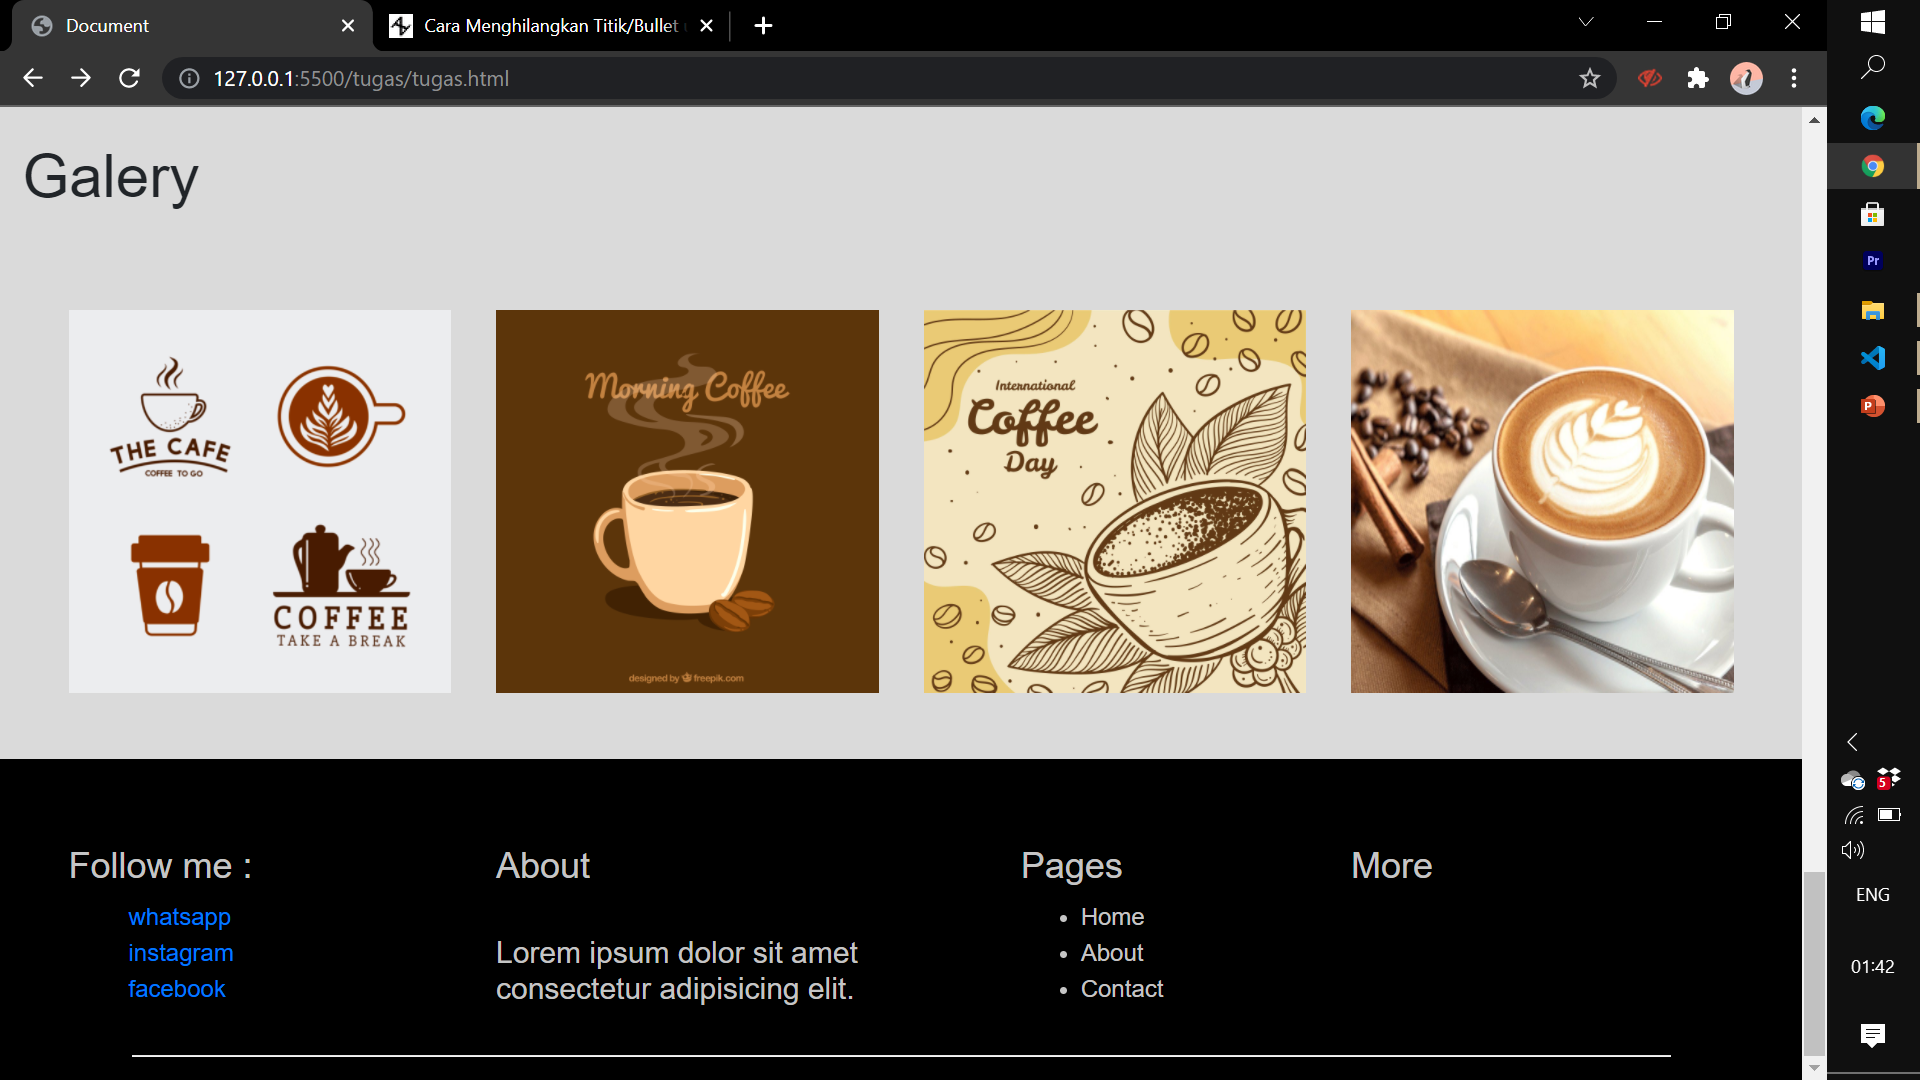 Document
Cara Menghilangkan Titik/Bullet
127.0.0.1:5500/tugas/tugas.html
Galery
THE CAFE
COFFEE TO GO
COFFEE
TAKE A BREAK
Morning Coffee
designed by freepik.com
International
Coffee
Day
Follow me :
whatsapp
instagram
facebook
About
Lorem ipsum dolor sit amet
consectetur adipisicing elit.
Pages
Home
About
Contact
More
Pr
P
5
ENG
01:42